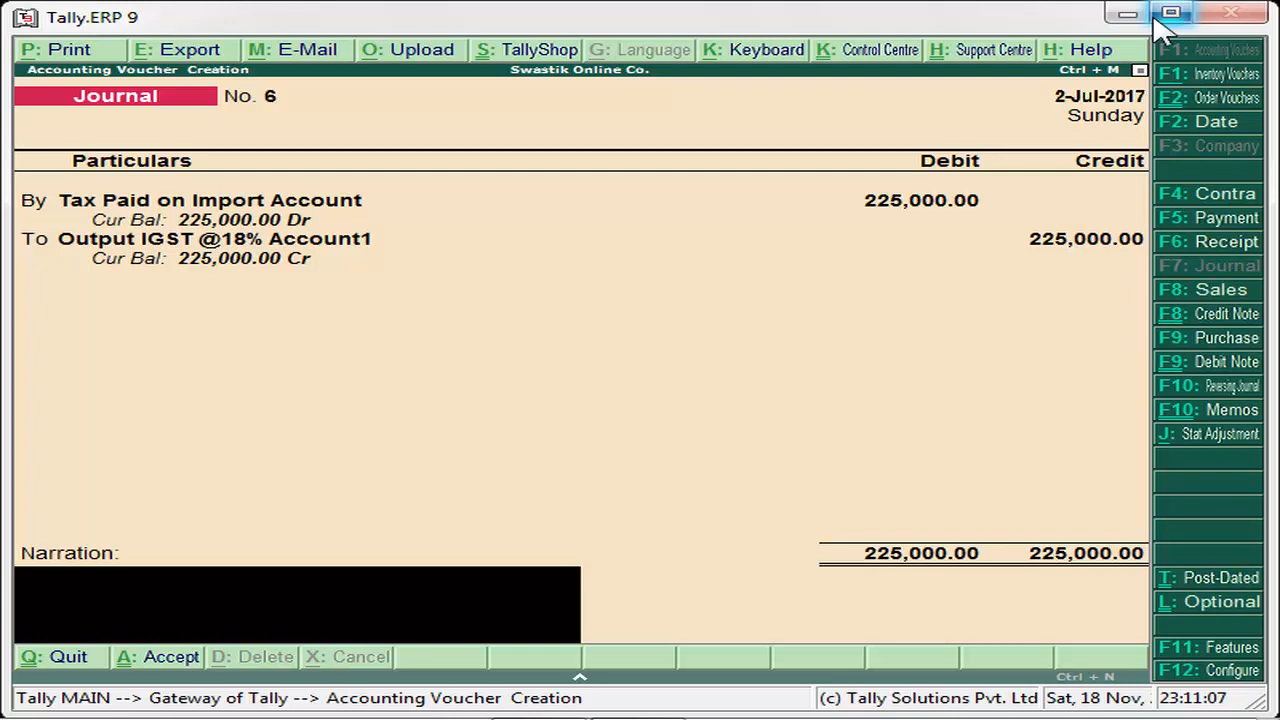 Tally.ERP 9
P: Print E: Export M: E-Mail O: Upload S: TallyShop G: Language K: Keyboard K: Control Centre H: Support Centre H: Help
Accounting Voucher Creation Swastik Online Co. Ctrl + M
Journal No. 6 2-Jul-2017
Sunday
Particulars Debit Credit
By Tax Paid on Import Account 225,000.00
Cur Bal: 225,000.00 Dr
To Output IGST @18% Account1 225,000.00
Cur Bal: 225,000.00 Cr
Narration: 225,000.00 225,000.00
F1: Accounting Vouchers
F1: Inventory Vouchers
F2: Order Vouchers
F2: Date
F3: Company
F4: Contra
F5: Payment
F6: Receipt
F7: Journal
F8: Sales
F8: Credit Note
F9: Purchase
F9: Debit Note
F10: Reversing Journal
F10: Memos
J: Stat Adjustment
T: Post-Dated
L: Optional
F11: Features
F12: Configure
Q: Quit A: Accept D: Delete X: Cancel
Ctrl + N
Tally MAIN --> Gateway of Tally --> Accounting Voucher Creation (c) Tally Solutions Pvt. Ltd Sat, 18 Nov, 23:11:07